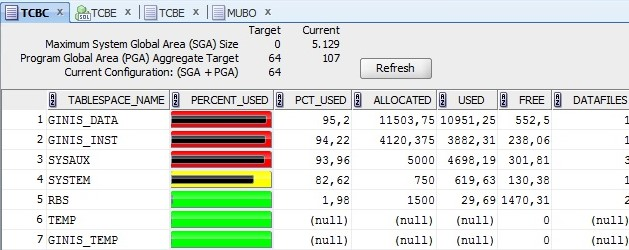 TCBC x TCBE x TCBE x MUBO x
Target Current
Maximum System Global Area (SGA) Size 0 5.129
Program Global Area (PGA) Aggregate Target 64 107
Current Configuration: (SGA + PGA) 64
Refresh
TABLESPACE_NAME PERCENT_USED PCT_USED ALLOCATED USED FREE DATAFILES
1 GINIS_DATA 95,2 11503,75 10951,25 552,5 1
2 GINIS_INST 94,22 4120,375 3882,31 238,06 1
3 SYSAUX 93,96 5000 4698,19 301,81 3
4 SYSTEM 82,62 750 619,63 130,38 1
5 RBS 1,98 1500 29,69 1470,31 2
6 TEMP (null) (null) (null) 0 (null)
7 GINIS_TEMP (null) (null) (null) 0 (null)